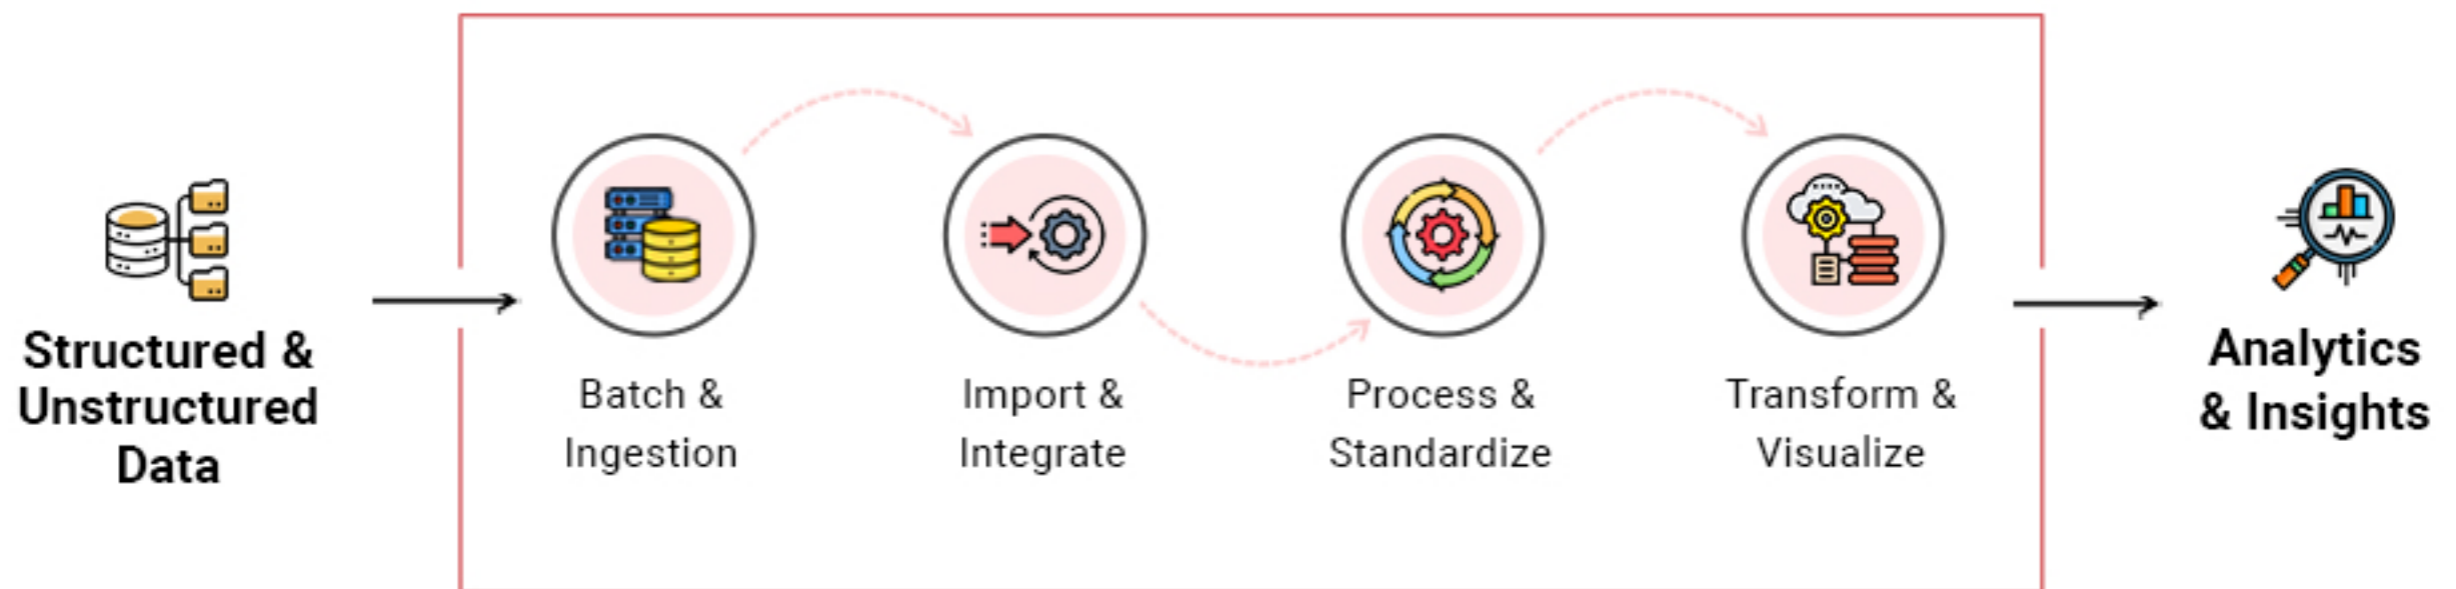 Structured &
Unstructured
Data
Batch &
Ingestion
Import &
Integrate
Process &
Standardize
Transform &
Visualize
Analytics
& Insights